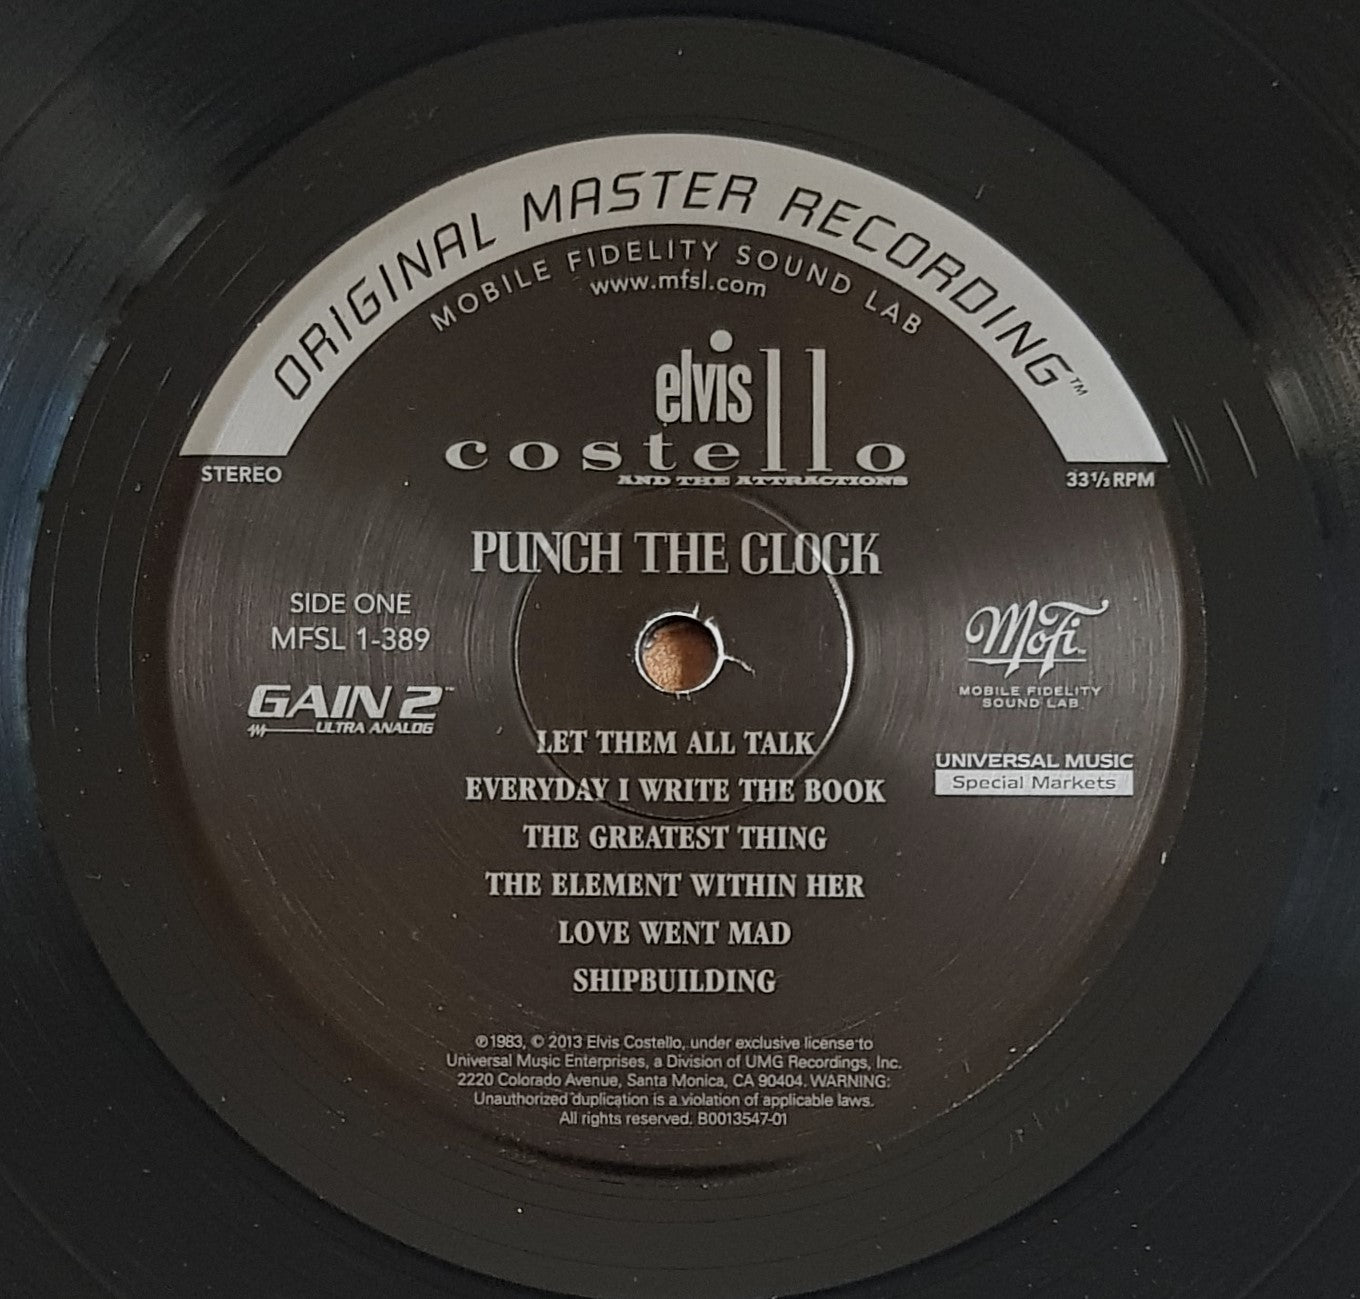 ORIGINAL MASTER RECORDING™
MOBILE FIDELITY SOUND LAB
www.mfsl.com
elvis
costello
AND THE ATTRACTIONS
STEREO
33⅓ RPM
PUNCH THE CLOCK
SIDE ONE
MFSL 1-389
GAIN 2™
ULTRA ANALOG
MoFi™
MOBILE FIDELITY
SOUND LAB
UNIVERSAL MUSIC
Special Markets
LET THEM ALL TALK
EVERYDAY I WRITE THE BOOK
THE GREATEST THING
THE ELEMENT WITHIN HER
LOVE WENT MAD
SHIPBUILDING
℗1983, © 2013 Elvis Costello, under exclusive license to
Universal Music Enterprises, a Division of UMG Recordings, Inc.
2220 Colorado Avenue, Santa Monica, CA 90404. WARNING:
Unauthorized duplication is a violation of applicable laws.
All rights reserved. B0013547-01